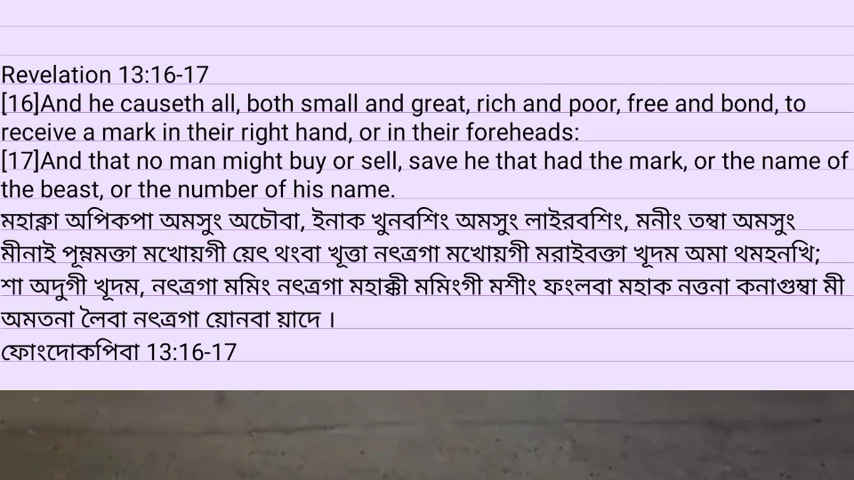 Revelation 13:16-17
[16]And he causeth all, both small and great, rich and poor, free and bond, to
receive a mark in their right hand, or in their foreheads:
[17]And that no man might buy or sell, save he that had the mark, or the name of
the beast, or the number of his name.
মহাক্না অপিকপা অমসুং অচৌবা, ইনাক খুনবশিং অমসুং লাইরবশিং, মনীং তম্বা অমসুং
মীনাই পূম্নমক্তা মখোয়গী য়েৎ থংবা খূত্তা নৎত্রগা মখোয়গী মরাইবক্তা খূদম অমা থমহনখি;
শা অদুগী খূদম, নৎত্রগা মমিং নৎত্রগা মহাক্কী মমিংগী মশীং ফংলবা মহাক নত্তনা কনাগুম্বা মী
অমতনা লৈবা নৎত্রগা য়োনবা য়াদে ।
ফোংদোকপিবা 13:16-17